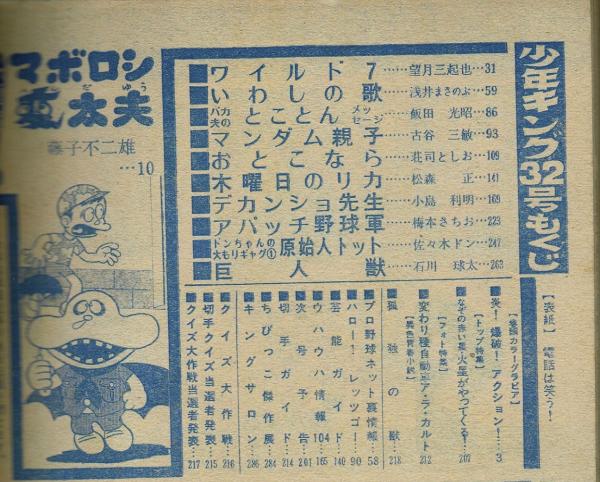 少年キング32号もくじ
【表紙】電話は笑う!
マボロシ
変太夫
だゆう
藤子不二雄
…10
■ワイルド7……望月三起也…31
■いわしの歌……浅井まさのぶ…59
■バカ夫の とことん メッセージ……飯田光昭…86
■マンダム親子……古谷三敏…93
■おとこなら……荘司としお…109
■木曜日のリカ……松森正…141
■デカンショ先生……小島利明…169
■アパッチ野球軍……梅本さちお…223
■ドンちゃんの大もりギャグ① 原始人トット……佐々木ドン…247
■巨人獣……石川球太…263
【巻頭カラーグラビア】
炎!爆破!アクション!…3
【トップ特集】
なぞの赤い星・火星がやってくる!…207
【フォト特集】
変わり種自動車ア・ラ・カルト…212
【異色青春小説】
■孤独の獣…218
■プロ野球ネット裏情報…58
■ハロー!レッツゴー!…90
■芸能ガイド…140
■ウハウハ情報104…165
■次号予告…201
■切手ガイド…214
■ちびっこ傑作展…284
■キングサロン…286
■クイズ大作戦…216
■切手クイズ当選者発表…215
■クイズ大作戦当選者発表…217